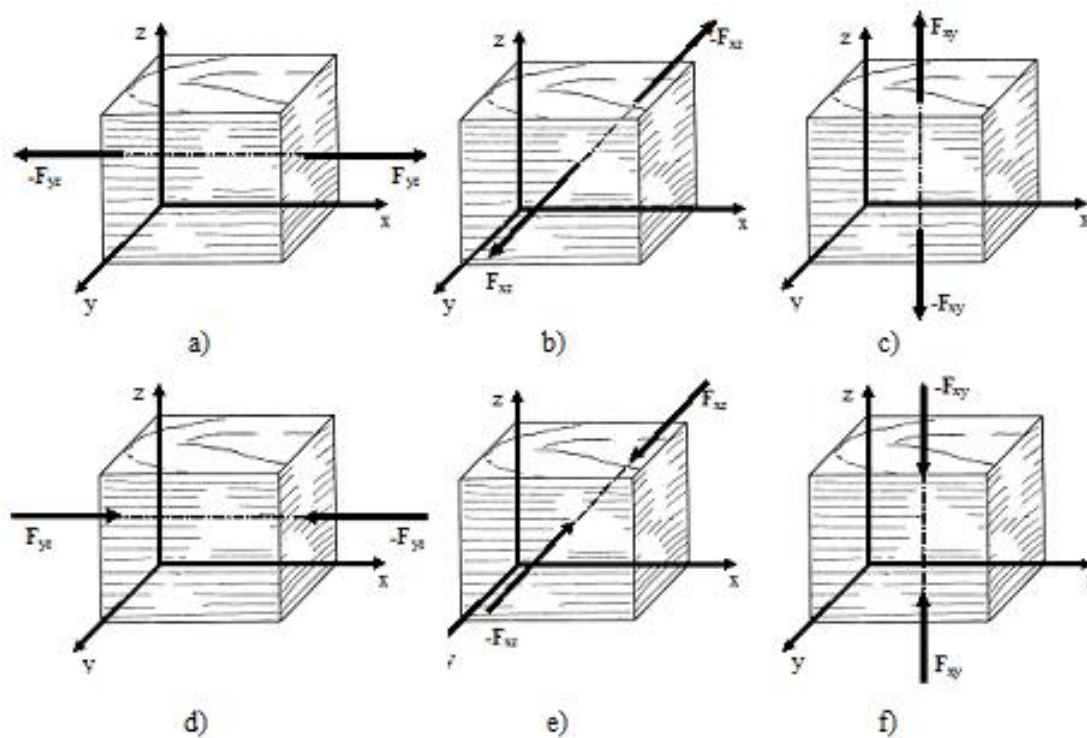 z -Fxz z Fxy
z
-Fyz Fyz
x x x
y Fxz y y -Fxy
a) b) c)
z z Fxz z -Fxy
Fyz -Fyz
x x
y -Fxz y Fxy
d) e) f)